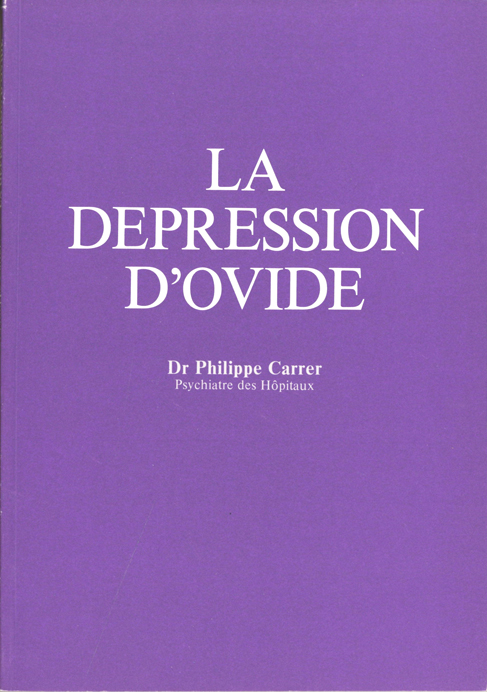 LA
DEPRESSION
D'OVIDE
Dr Philippe Carrer
Psychiatre des Hôpitaux